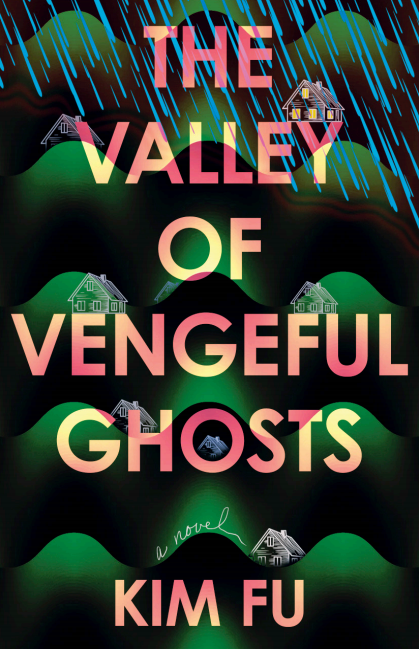 THE
VALLEY
OF
VENGEFUL
GHOSTS
a novel
KIM FU